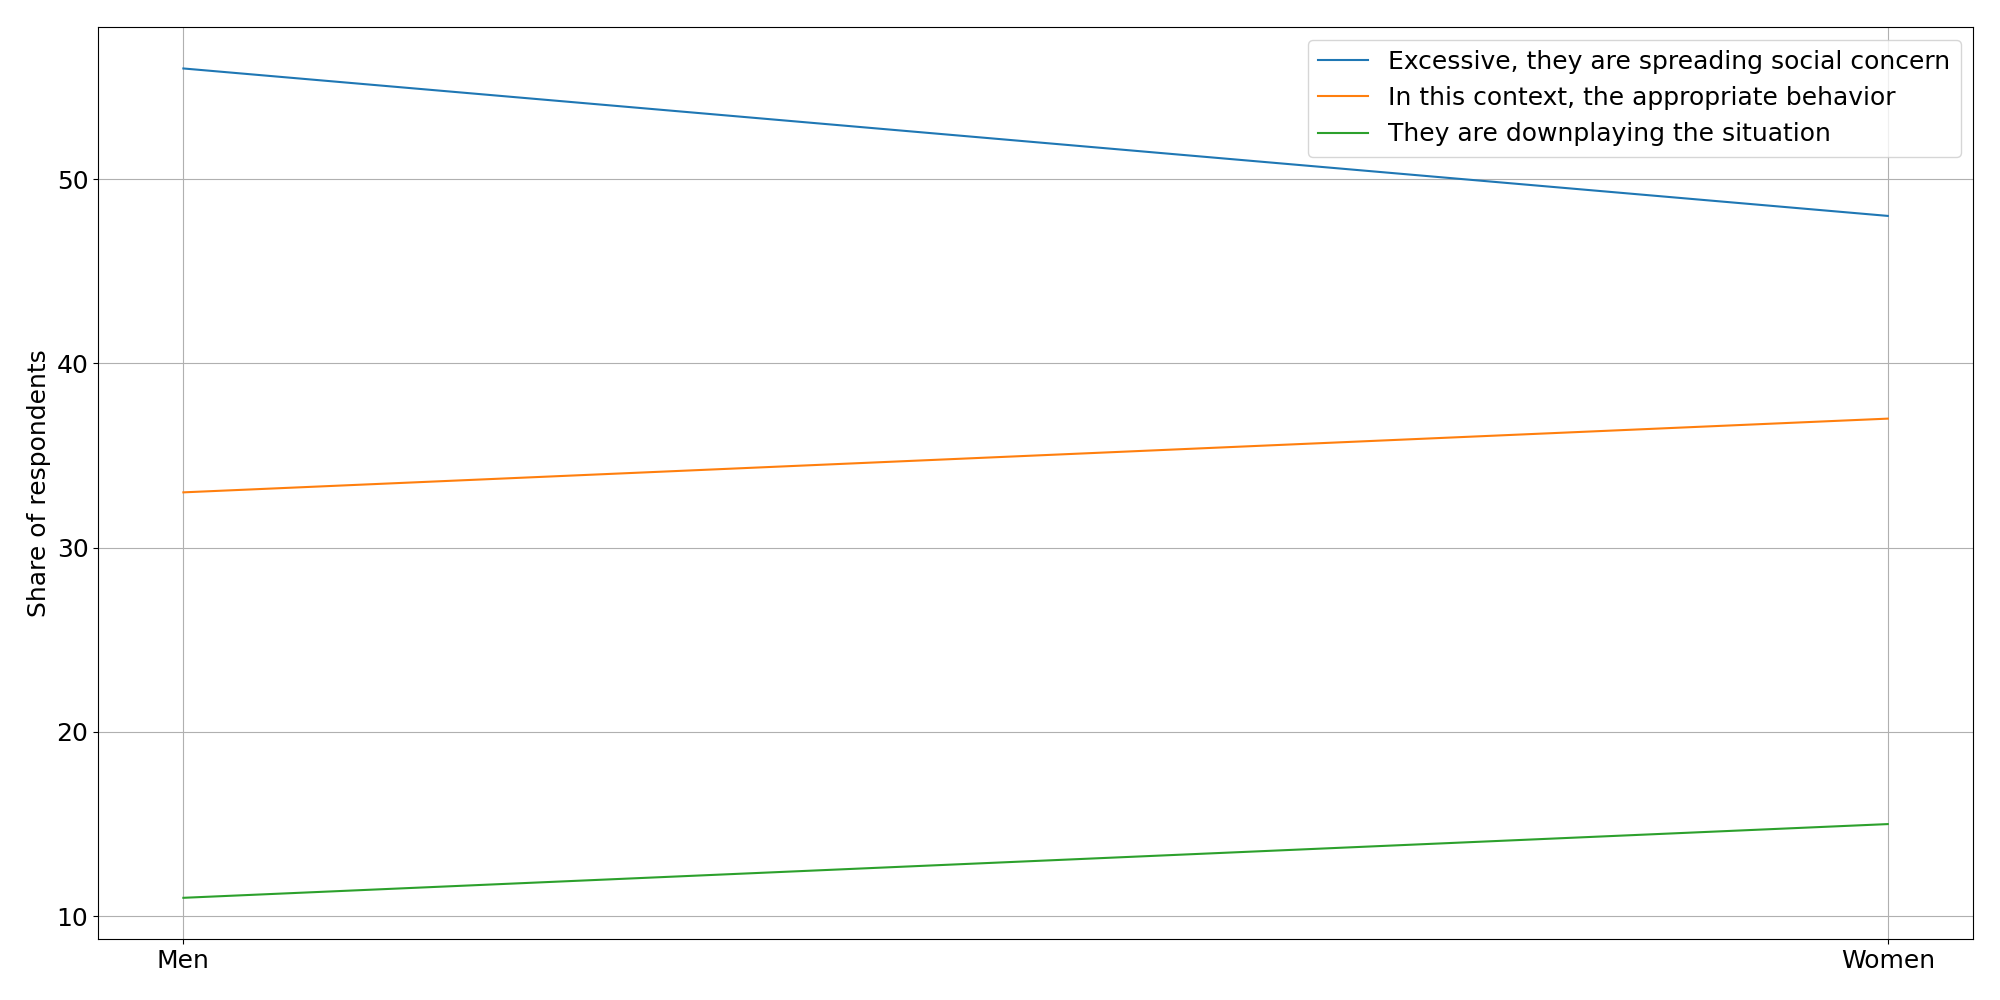 Excessive, they are spreading social concern
In this context, the appropriate behavior
They are downplaying the situation
Share of respondents
50
40
30
20
10
Men
Women